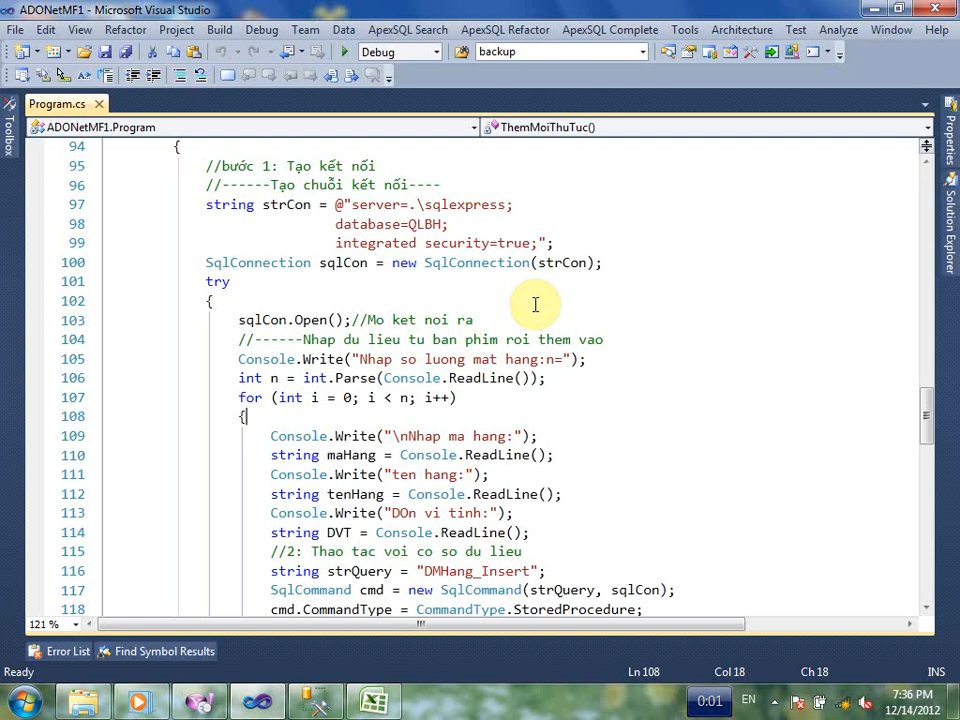 ADONetMF1 - Microsoft Visual Studio
File Edit View Refactor Project Build Debug Team Data ApexSQL Search ApexSQL Refactor ApexSQL Complete Tools Architecture Test Analyze Window Help
Debug backup
Program.cs
ADONetMF1.Program ThemMoiThuTuc()
Toolbox
Properties
Solution Explorer
94 {
95 //bước 1: Tạo kết nối
96 //------Tạo chuỗi kết nối----
97 string strCon = @"server=.\sqlexpress;
98 database=QLBH;
99 integrated security=true;";
100 SqlConnection sqlCon = new SqlConnection(strCon);
101 try
102 {
103 sqlCon.Open();//Mo ket noi ra
104 //------Nhap du lieu tu ban phim roi them vao
105 Console.Write("Nhap so luong mat hang:n=");
106 int n = int.Parse(Console.ReadLine());
107 for (int i = 0; i < n; i++)
108 {
109 Console.Write("\nNhap ma hang:");
110 string maHang = Console.ReadLine();
111 Console.Write("ten hang:");
112 string tenHang = Console.ReadLine();
113 Console.Write("DOn vi tinh:");
114 string DVT = Console.ReadLine();
115 //2: Thao tac voi co so du lieu
116 string strQuery = "DMHang_Insert";
117 SqlCommand cmd = new SqlCommand(strQuery, sqlCon);
118 cmd.CommandType = CommandType.StoredProcedure;
121 %
Error List Find Symbol Results
Ready Ln 108 Col 18 Ch 18 INS
0:01 EN 7:36 PM
12/14/2012